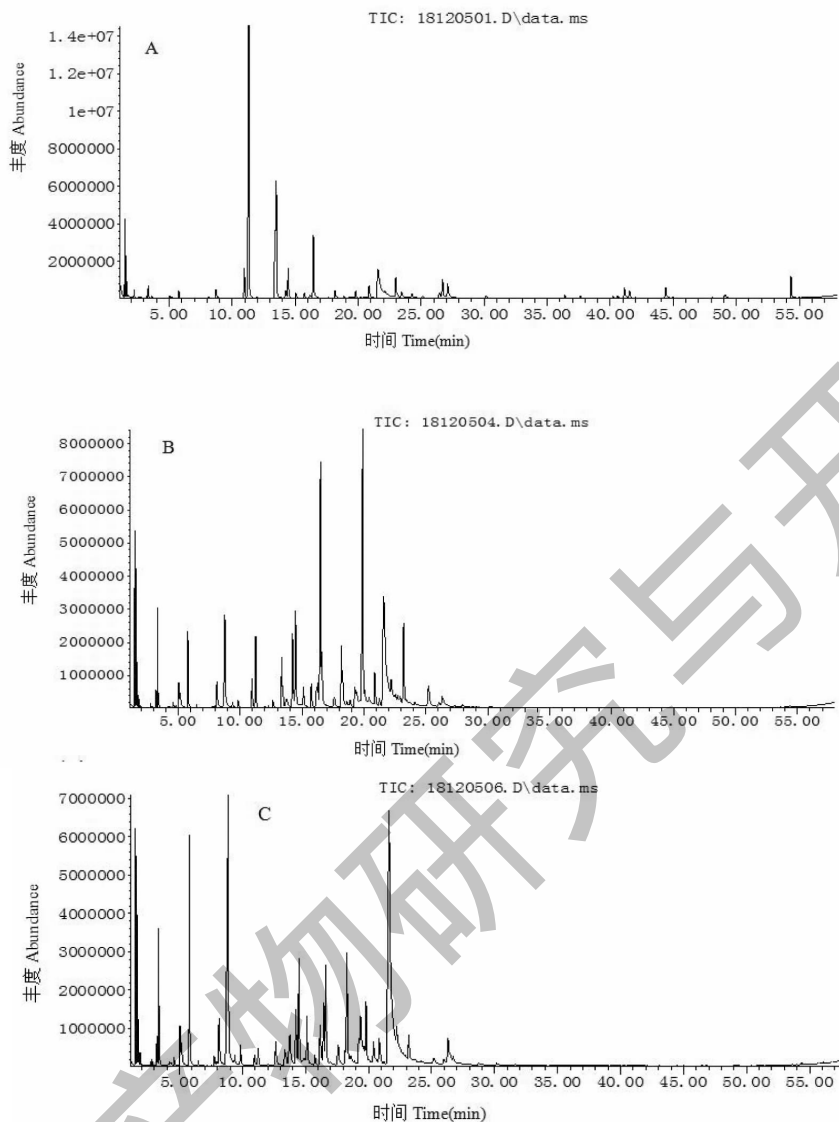 TIC: 18120501.D\data.ms
A
丰度 Abundance
1.4e+07
1.2e+07
1e+07
8000000
6000000
4000000
2000000
5.00 10.00 15.00 20.00 25.00 30.00 35.00 40.00 45.00 50.00 55.00
时间 Time(min)
TIC: 18120504.D\data.ms
B
丰度 Abundance
8000000
7000000
6000000
5000000
4000000
3000000
2000000
1000000
5.00 10.00 15.00 20.00 25.00 30.00 35.00 40.00 45.00 50.00 55.00
时间 Time(min)
TIC: 18120506.D\data.ms
C
丰度 Abundance
7000000
6000000
5000000
4000000
3000000
2000000
1000000
5.00 10.00 15.00 20.00 25.00 30.00 35.00 40.00 45.00 50.00 55.00
时间 Time(min)
物研究与开